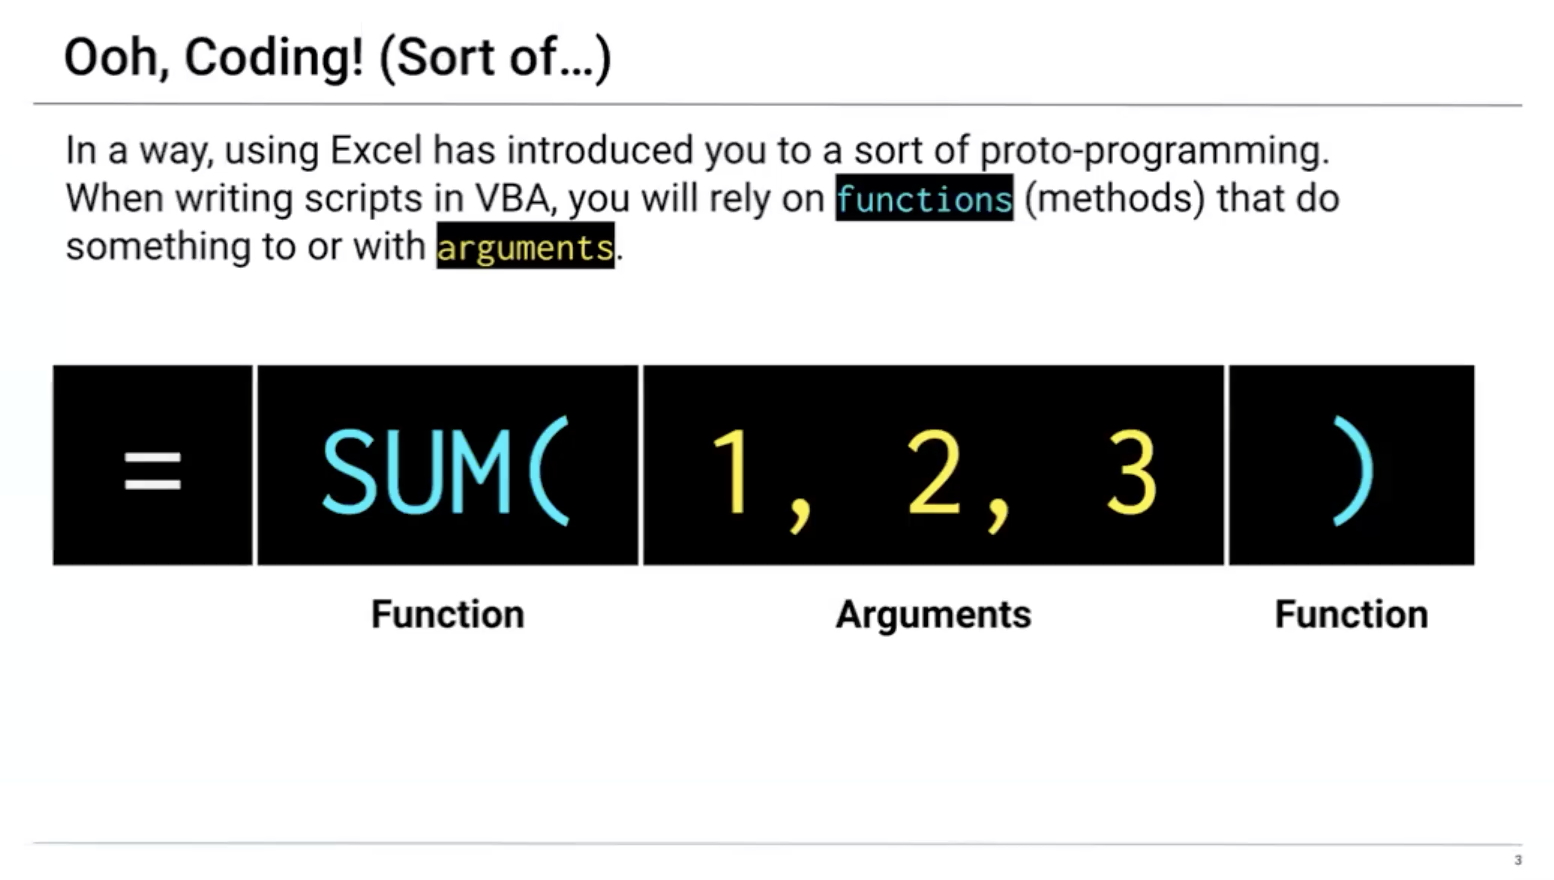 Ooh, Coding! (Sort of…)
In a way, using Excel has introduced you to a sort of proto-programming.
When writing scripts in VBA, you will rely on functions (methods) that do
something to or with arguments.
= SUM( 1, 2, 3 )
Function Arguments Function
3